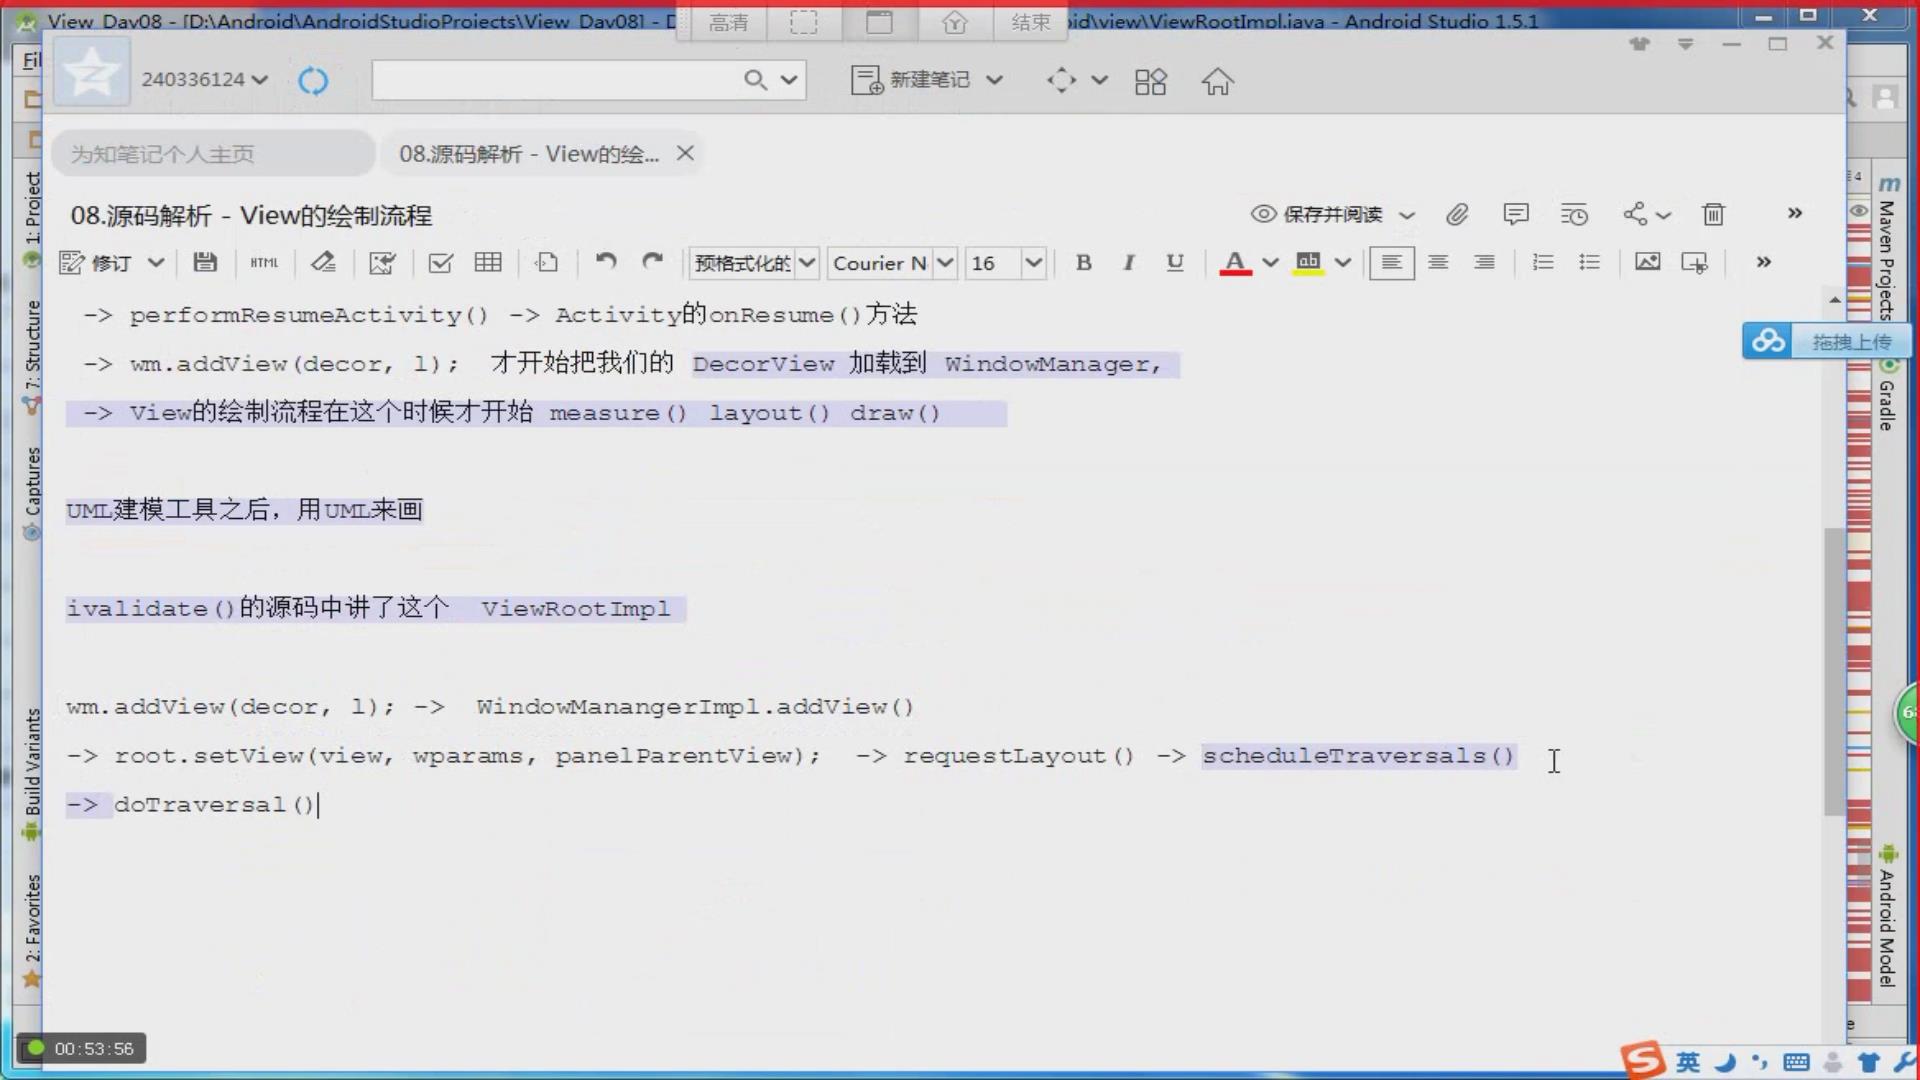 View_Day08 - [D:\Android\AndroidStudioProjects\View_Day08] - D
高清
结束
id\view\ViewRootImpl.java - Android Studio 1.5.1
240336124
新建笔记
为知笔记个人主页
08.源码解析 - View的绘...
08.源码解析 - View的绘制流程
保存并阅读
修订
HTML
预格式化的
Courier N
16
B
I
U
A
ab
-> performResumeActivity() -> Activity的onResume()方法
-> wm.addView(decor, l); 才开始把我们的 DecorView 加载到 WindowManager,
-> View的绘制流程在这个时候才开始 measure() layout() draw()
UML建模工具之后，用UML来画
ivalidate()的源码中讲了这个 ViewRootImpl
wm.addView(decor, l); -> WindowManangerImpl.addView()
-> root.setView(view, wparams, panelParentView); -> requestLayout() -> scheduleTraversals()
-> doTraversal()
1: Project
7: Structure
Captures
Build Variants
2: Favorites
Maven Projects
拖拽上传
Gradle
Android Model
00:53:56
英